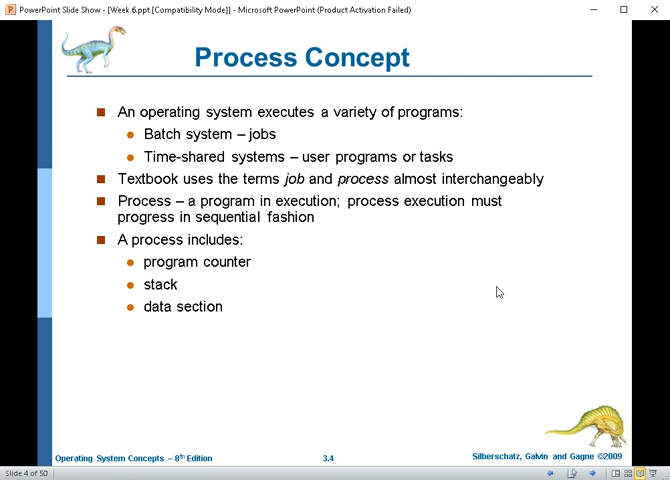 PowerPoint Slide Show - [Week 6.ppt [Compatibility Mode]] - Microsoft PowerPoint (Product Activation Failed)
Process Concept
An operating system executes a variety of programs:
Batch system – jobs
Time-shared systems – user programs or tasks
Textbook uses the terms job and process almost interchangeably
Process – a program in execution; process execution must
progress in sequential fashion
A process includes:
program counter
stack
data section
Operating System Concepts – 8th Edition
3.4
Silberschatz, Galvin and Gagne ©2009
Slide 4 of 50